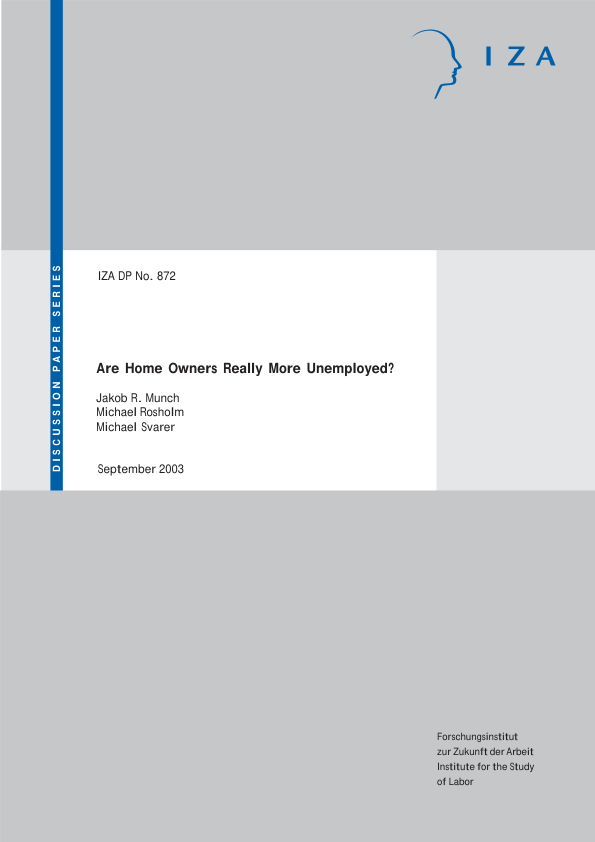 IZA
DISCUSSION PAPER SERIES
IZA DP No. 872
Are Home Owners Really More Unemployed?
Jakob R. Munch
Michael Rosholm
Michael Svarer
September 2003
Forschungsinstitut
zur Zukunft der Arbeit
Institute for the Study
of Labor